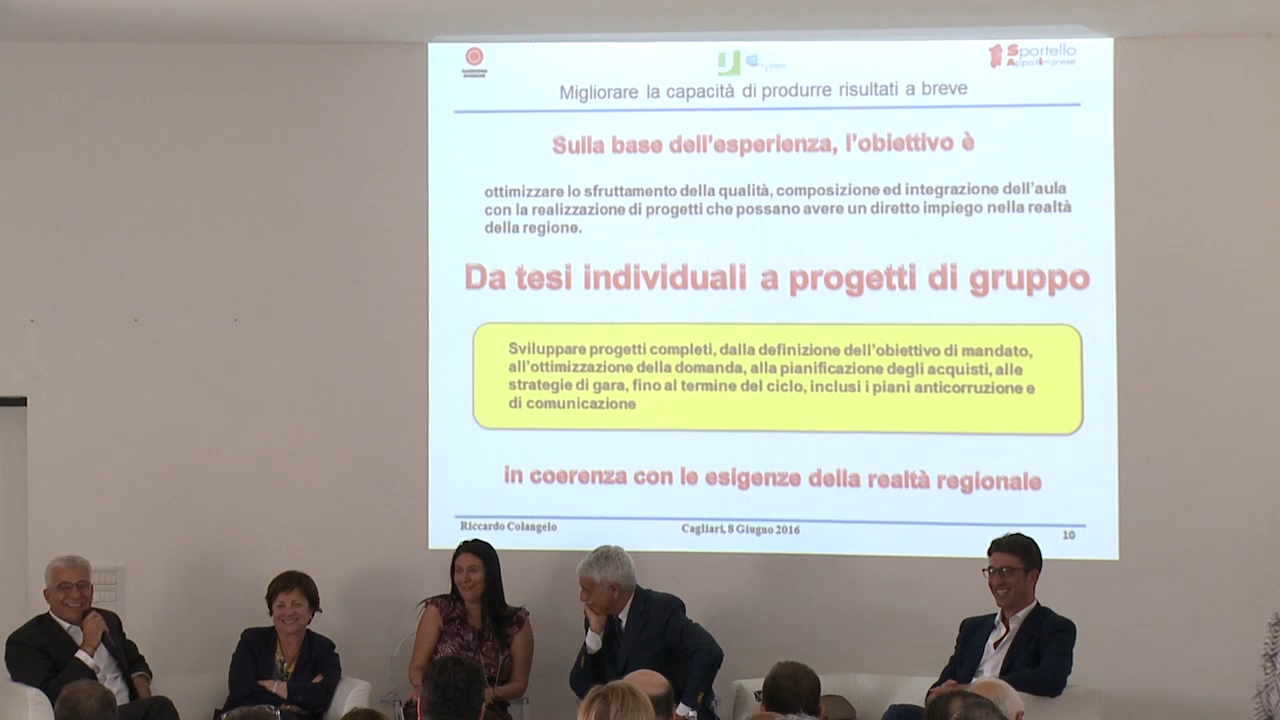 Sportello
Appalti Imprese
Migliorare la capacità di produrre risultati a breve
Sulla base dell'esperienza, l'obiettivo è
ottimizzare lo sfruttamento della qualità, composizione ed integrazione dell'aula
con la realizzazione di progetti che possano avere un diretto impiego nella realtà
della regione.
Da tesi individuali a progetti di gruppo
Sviluppare progetti completi, dalla definizione dell'obiettivo di mandato,
all'ottimizzazione della domanda, alla pianificazione degli acquisti, alle
strategie di gara, fino al termine del ciclo, inclusi i piani anticorruzione e
di comunicazione
in coerenza con le esigenze della realtà regionale
Riccardo Colangelo Cagliari, 8 Giugno 2016 10